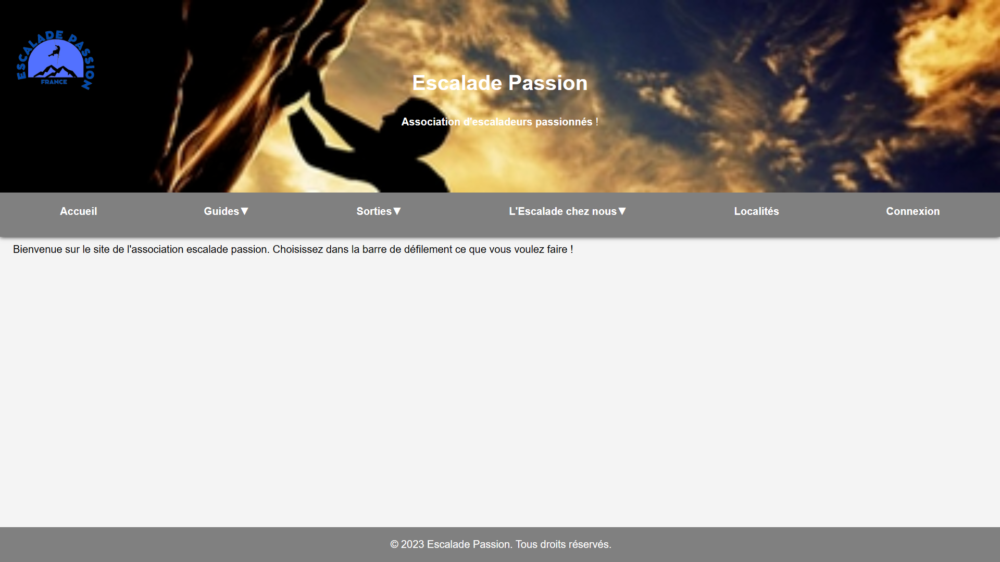 ESCALADE PASSION
FRANCE
Escalade Passion
Association d'escaladeurs passionnés !
Accueil
Guides▼
Sorties▼
L'Escalade chez nous▼
Localités
Connexion
Bienvenue sur le site de l'association escalade passion. Choisissez dans la barre de défilement ce que vous voulez faire !
© 2023 Escalade Passion. Tous droits réservés.